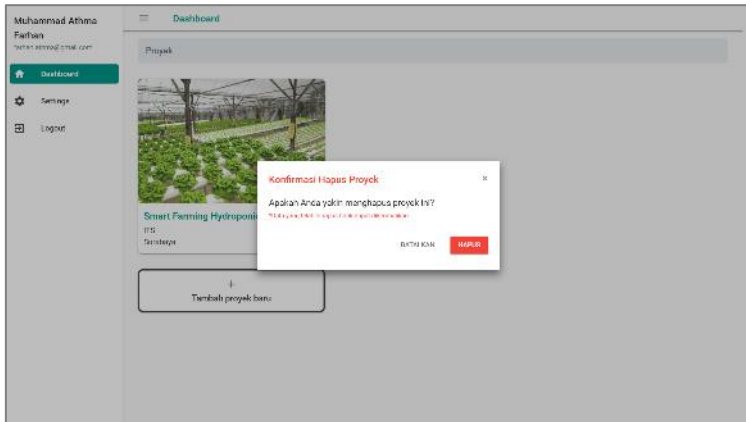 Muhammad Athma
Farhan
Dashboard
Settings
Logout
Dashboard
Proyek
Smart Farming Hydroponi
ITS
Surabaya
Tambah proyek baru
Konfirmasi Hapus Proyek
Apakah Anda yakin menghapus proyek ini?
BATALKAN
HAPUS